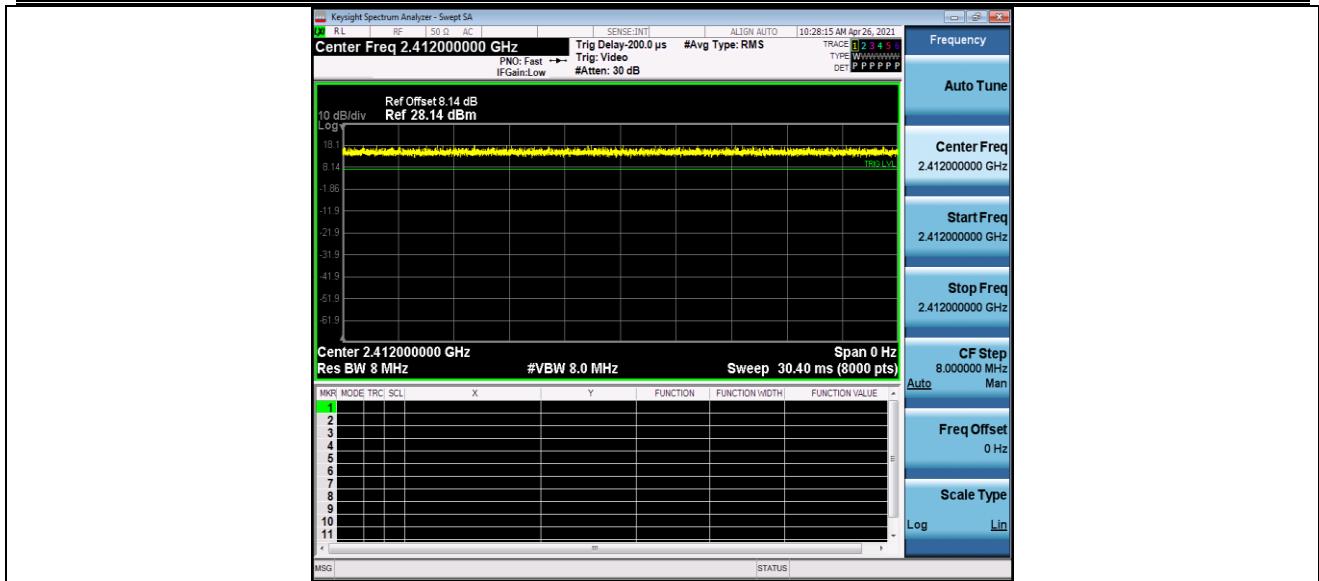 Keysight Spectrum Analyzer - Swept SA
RL RF 50 Ω AC SENSE:INT ALIGN AUTO 10:28:15 AM Apr 26, 2021
Center Freq 2.412000000 GHz
PNO: Fast
IFGain:Low
Trig Delay-200.0 µs #Avg Type: RMS
Trig: Video
#Atten: 30 dB
TRACE 1 2 3 4 5 6
TYPE WWWWWW
DET P P P P P P
Ref Offset 8.14 dB
10 dB/div Ref 28.14 dBm
Log
18.1
8.14
TRIG LVL
-1.86
-11.9
-21.9
-31.9
-41.9
-51.9
-61.9
Center 2.412000000 GHz Span 0 Hz
Res BW 8 MHz #VBW 8.0 MHz Sweep 30.40 ms (8000 pts)
MKR MODE TRC SCL X Y FUNCTION FUNCTION WIDTH FUNCTION VALUE
1
2
3
4
5
6
7
8
9
10
11
MSG STATUS
Frequency
Auto Tune
Center Freq
2.412000000 GHz
Start Freq
2.412000000 GHz
Stop Freq
2.412000000 GHz
CF Step
8.000000 MHz
Auto Man
Freq Offset
0 Hz
Scale Type
Log Lin